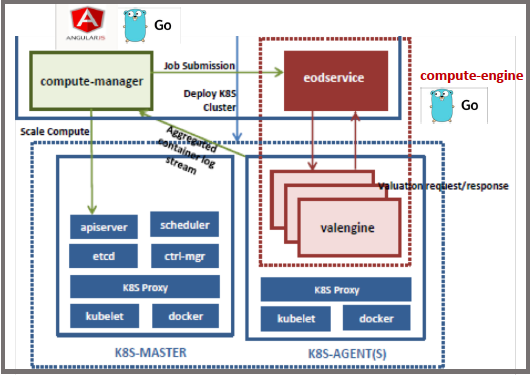 ANGULARJS
Go
compute-manager
Job Submission
eodservice
compute-engine
Go
Deploy K8S
Cluster
Scale Compute
Aggregated
container log
stream
Valuation request/response
valengine
apiserver
scheduler
etcd
ctrl-mgr
K8S Proxy
kubelet
docker
K8S Proxy
kubelet
docker
K8S-MASTER
K8S-AGENT(S)